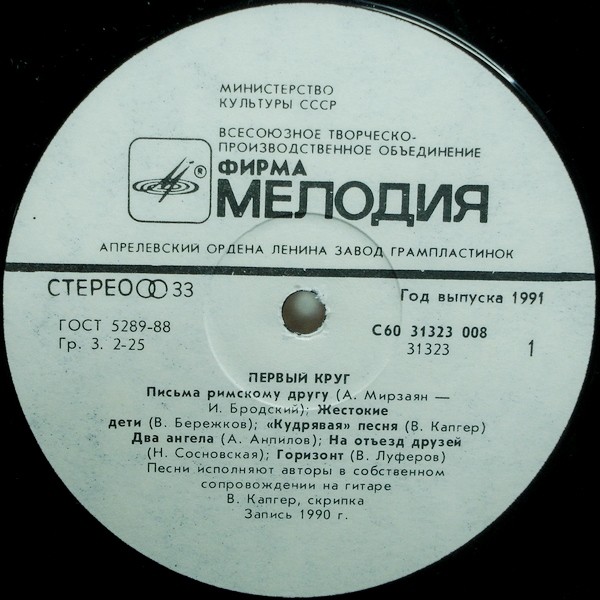 МИНИСТЕРСТВО
КУЛЬТУРЫ СССР
ВСЕСОЮЗНОЕ ТВОРЧЕСКО-
ПРОИЗВОДСТВЕННОЕ ОБЪЕДИНЕНИЕ
®
ФИРМА
МЕЛОДИЯ
АПРЕЛЕВСКИЙ ОРДЕНА ЛЕНИНА ЗАВОД ГРАМПЛАСТИНОК
СТЕРЕО 33
Год выпуска 1991
ГОСТ 5289-88
С60 31323 008
Гр. 3. 2-25
31323
1
ПЕРВЫЙ КРУГ
Письма римскому другу (А. Мирзаян —
И. Бродский); Жестокие
дети (В. Бережков); «Кудрявая» песня (В. Капгер)
Два ангела (А. Анпилов); На отъезд друзей
(Н. Сосновская); Горизонт (В. Луферов)
Песни исполняют авторы в собственном
сопровождении на гитаре
В. Капгер, скрипка
Запись 1990 г.